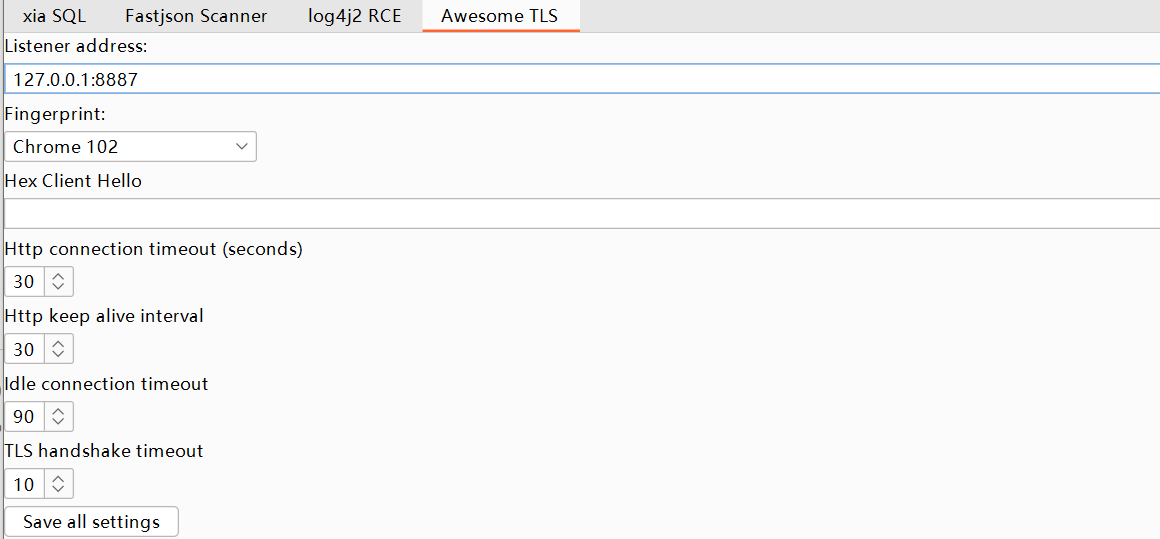 xia SQL Fastjson Scanner log4j2 RCE Awesome TLS
Listener address:
127.0.0.1:8887
Fingerprint:
Chrome 102
Hex Client Hello
Http connection timeout (seconds)
30
Http keep alive interval
30
Idle connection timeout
90
TLS handshake timeout
10
Save all settings